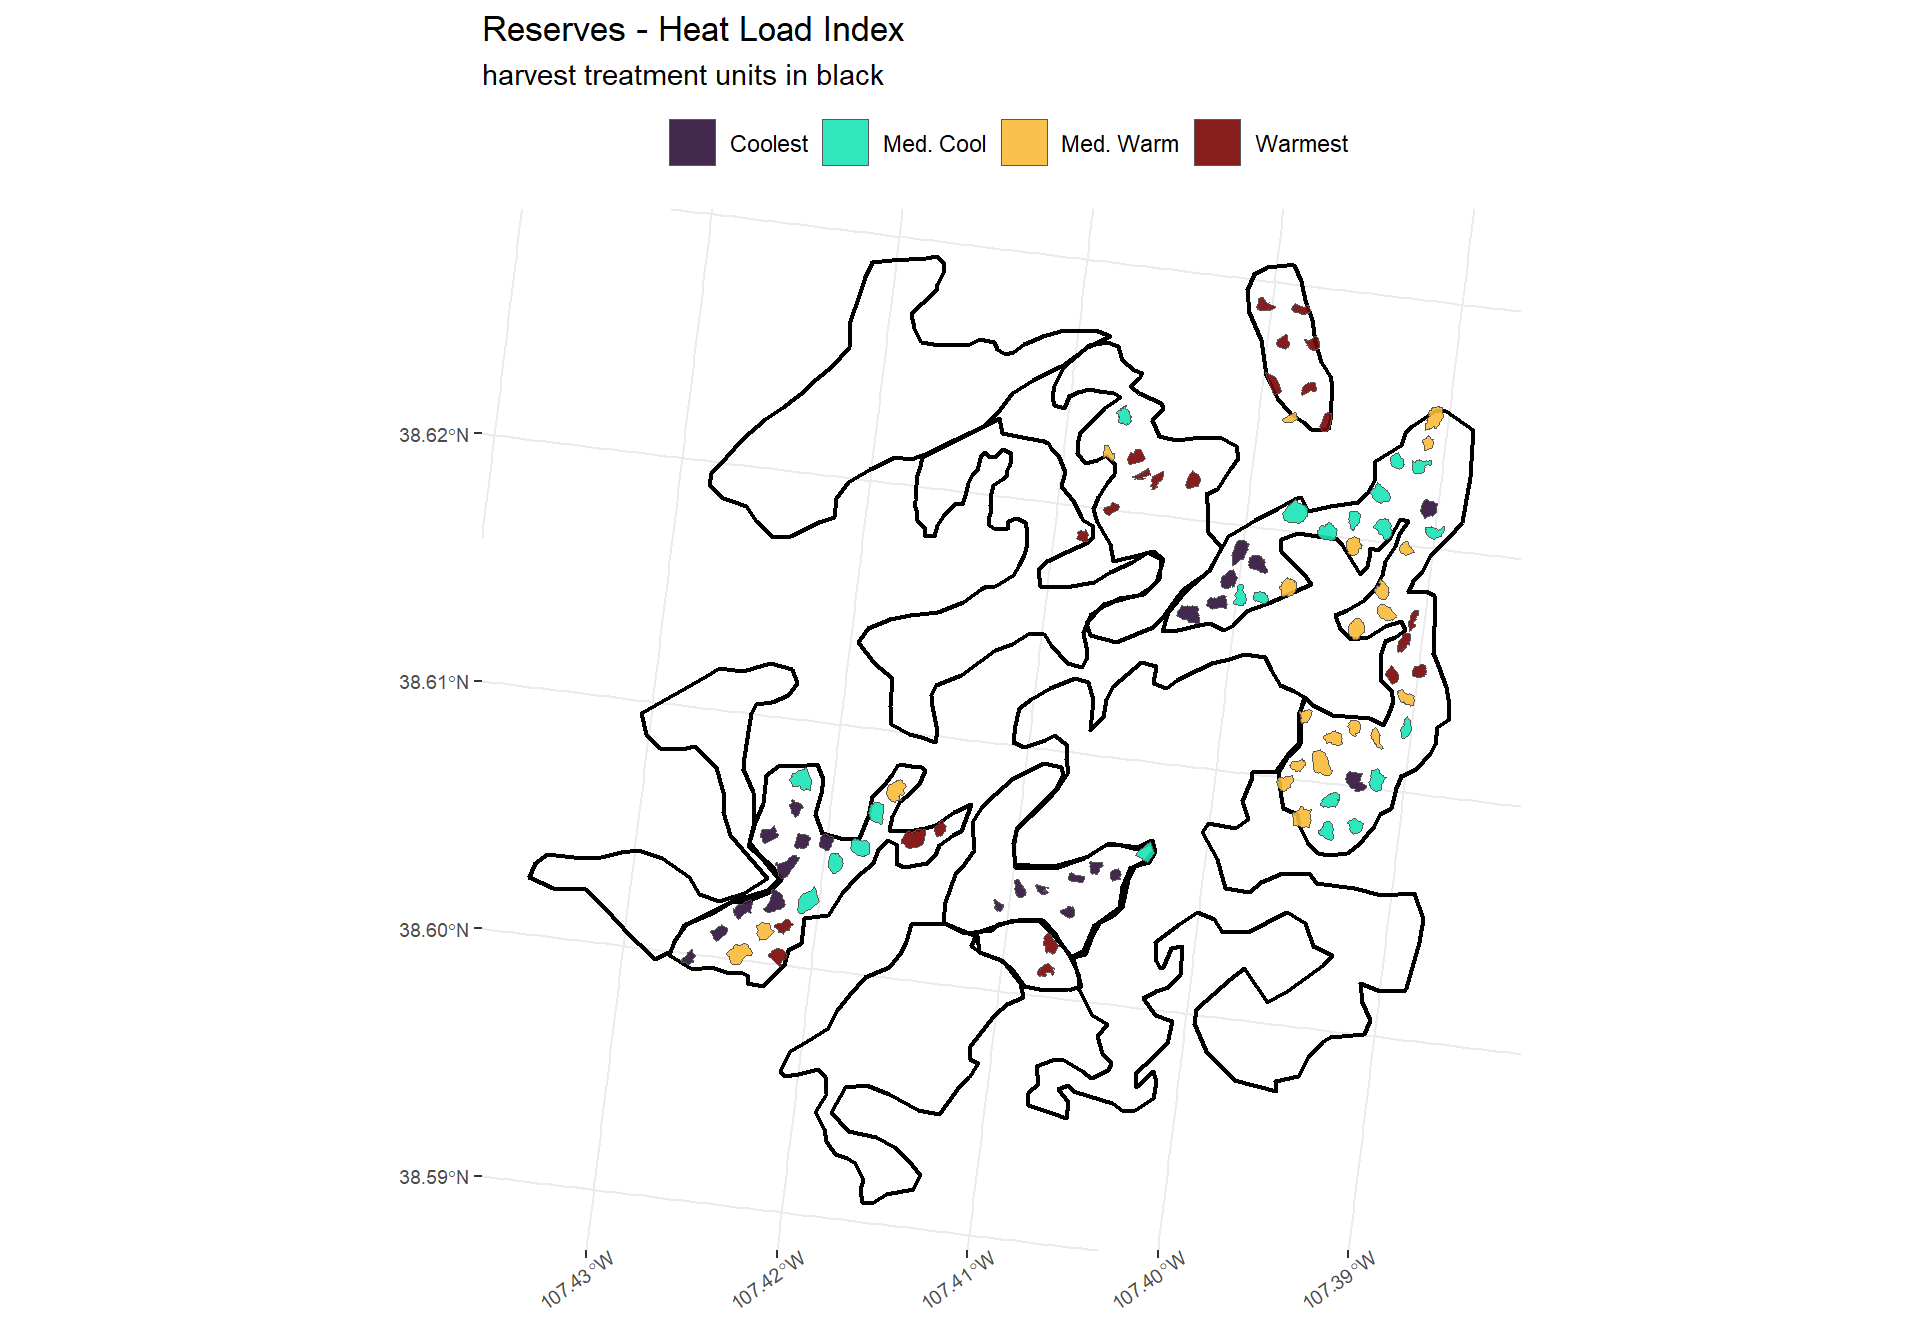 Reserves - Heat Load Index
harvest treatment units in black
Coolest Med. Cool Med. Warm Warmest
38.62°N
38.61°N
38.60°N
38.59°N
107.43°W 107.42°W 107.41°W 107.40°W 107.39°W